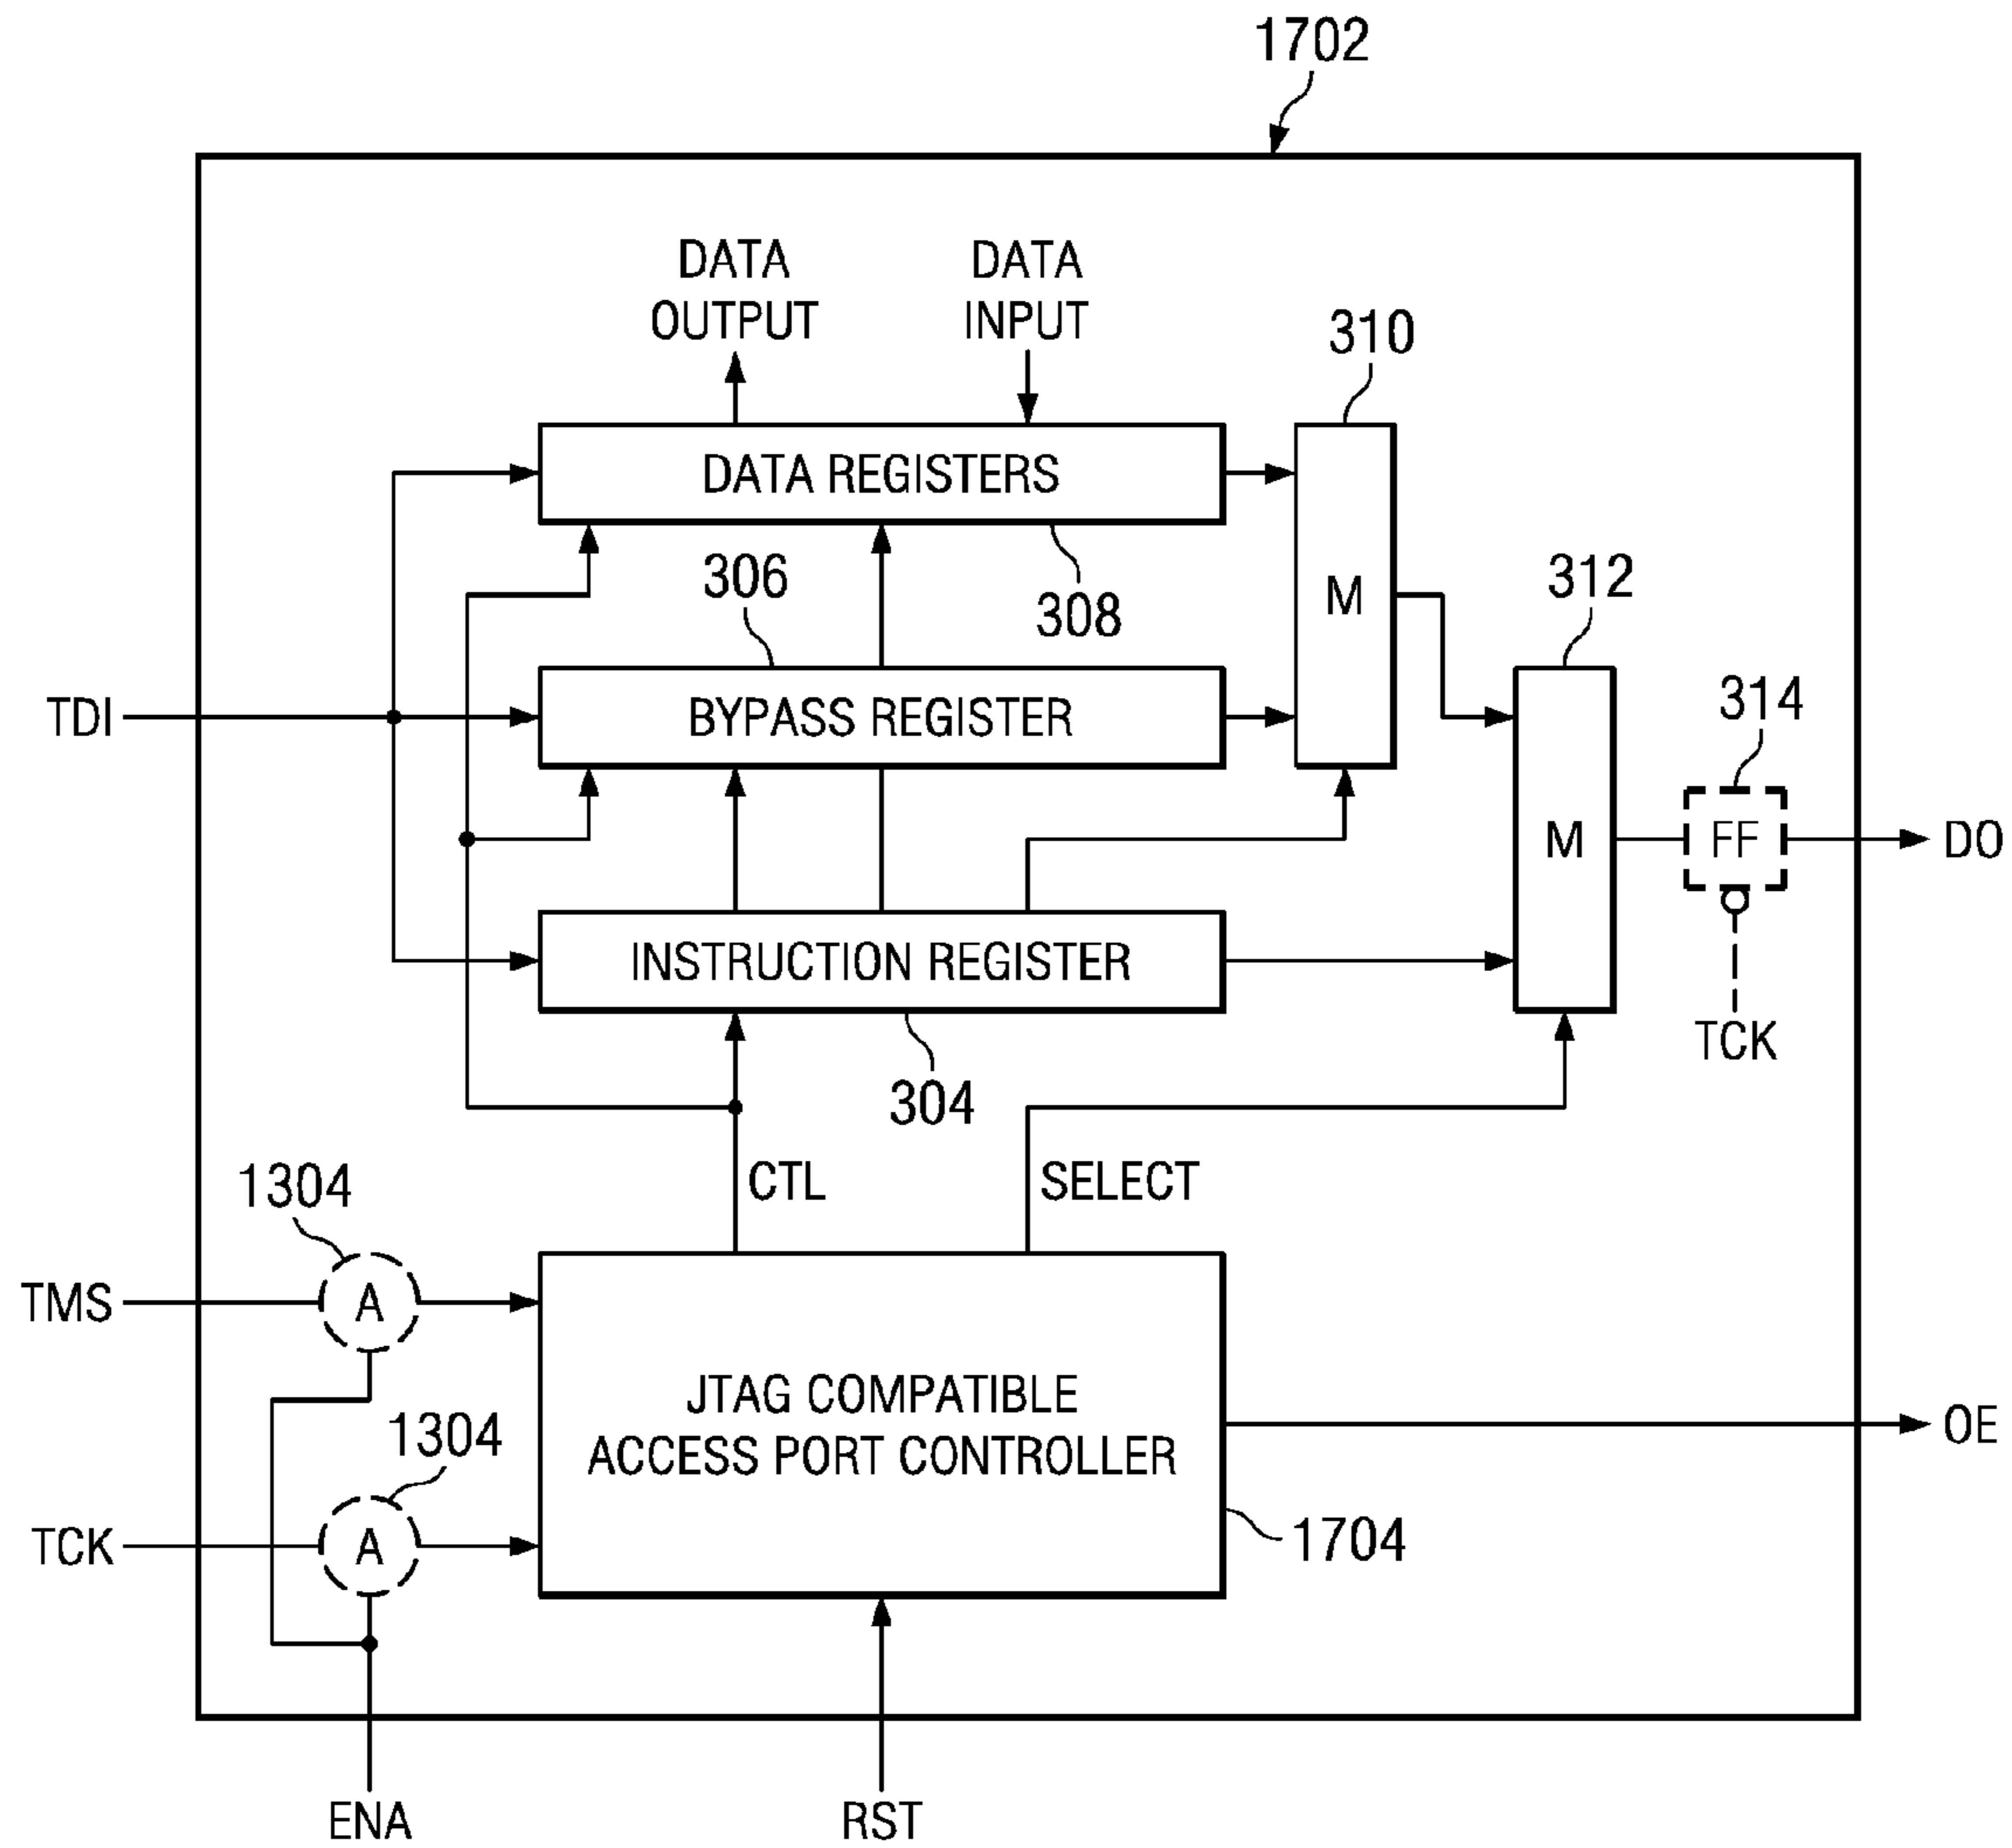 1702
DATA
OUTPUT
DATA
INPUT
310
DATA REGISTERS
306
308
M
312
TDI
BYPASS REGISTER
314
M
FF
DO
INSTRUCTION REGISTER
TCK
304
1304
CTL
SELECT
TMS
A
JTAG COMPATIBLE
ACCESS PORT CONTROLLER
1304
OE
TCK
A
1704
ENA
RST